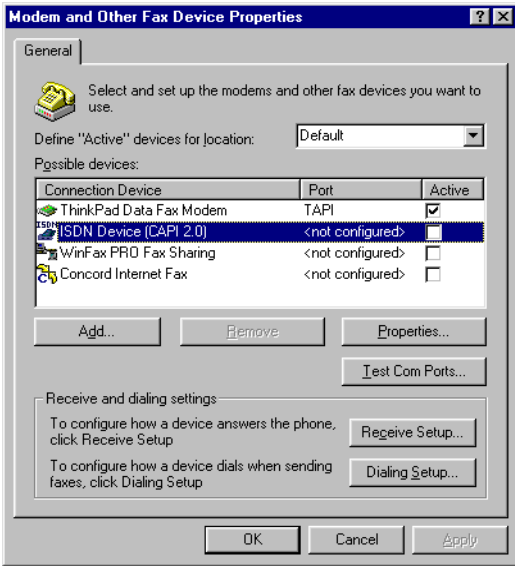 Modem and Other Fax Device Properties
General
Select and set up the modems and other fax devices you want to
use.
Define "Active" devices for location:
Default
Possible devices:
Connection Device Port Active
ThinkPad Data Fax Modem TAPI
ISDN ISDN Device (CAPI 2.0) <not configured>
WinFax PRO Fax Sharing <not configured>
Concord Internet Fax <not configured>
Add... Remove Properties...
Test Com Ports...
Receive and dialing settings
To configure how a device answers the phone,
click Receive Setup
Receive Setup...
To configure how a device dials when sending
faxes, click Dialing Setup
Dialing Setup...
OK Cancel Apply